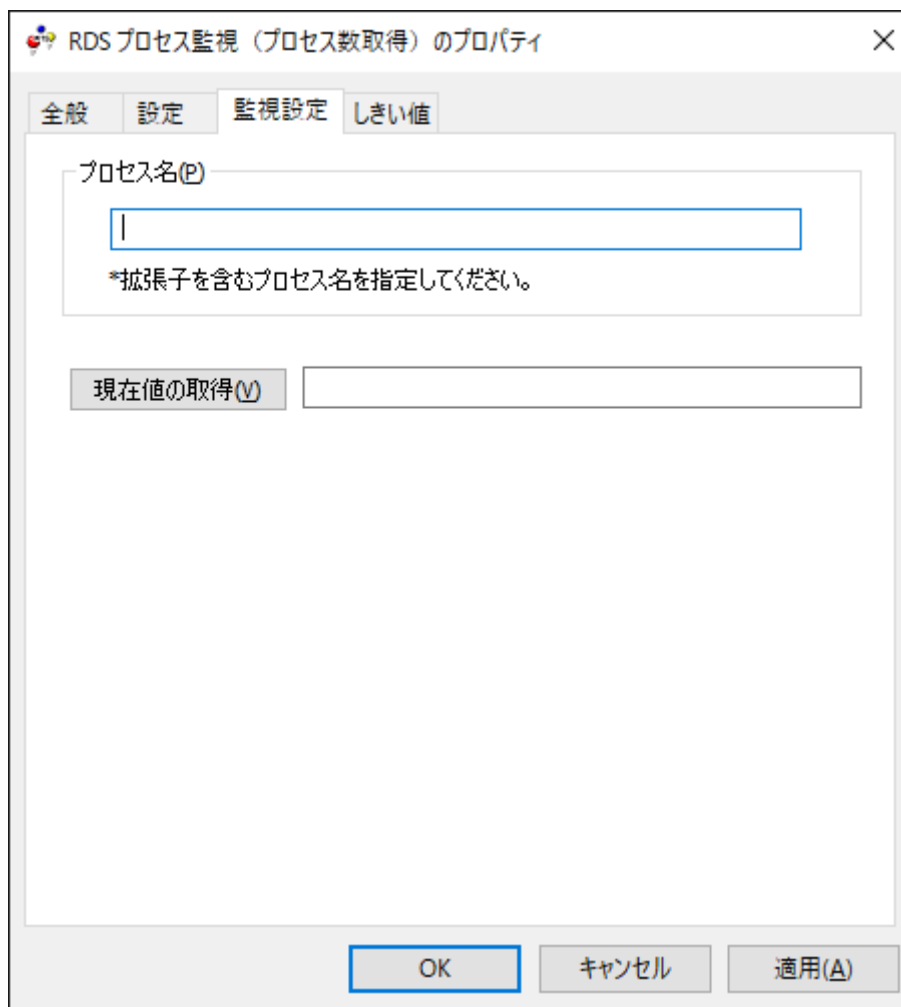 RDS プロセス監視（プロセス数取得）のプロパティ
全般 設定 監視設定 しきい値
プロセス名(P)
*拡張子を含むプロセス名を指定してください。
現在値の取得(V)
OK キャンセル 適用(A)